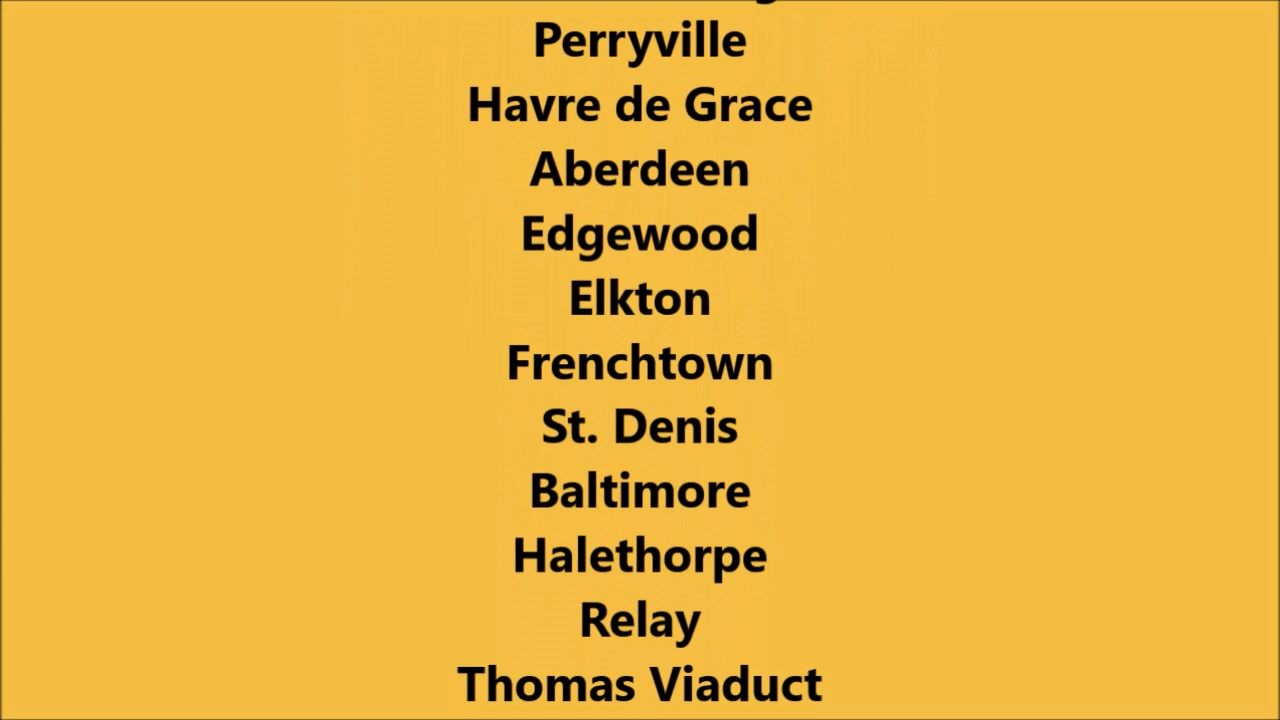 Perryville
Havre de Grace
Aberdeen
Edgewood
Elkton
Frenchtown
St. Denis
Baltimore
Halethorpe
Relay
Thomas Viaduct